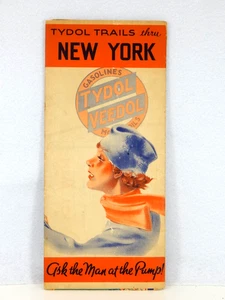 TYDOL TRAILS thru
NEW YORK
GASOLINES
TYDOL
VEEDOL
Ask the Man at the Pump!